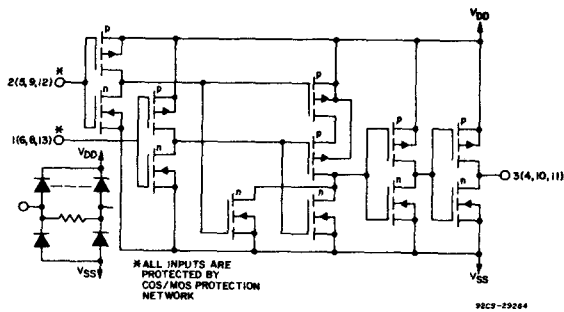 VDD
p
p
p
*
2(5,9,12)
n
p
p
p
p
*
1(6,8,13)
n
n
n
n
n
3(4,10,11)
VDD
VSS
VSS
*ALL INPUTS ARE
PROTECTED BY
COS/MOS PROTECTION
NETWORK
92CS-29264